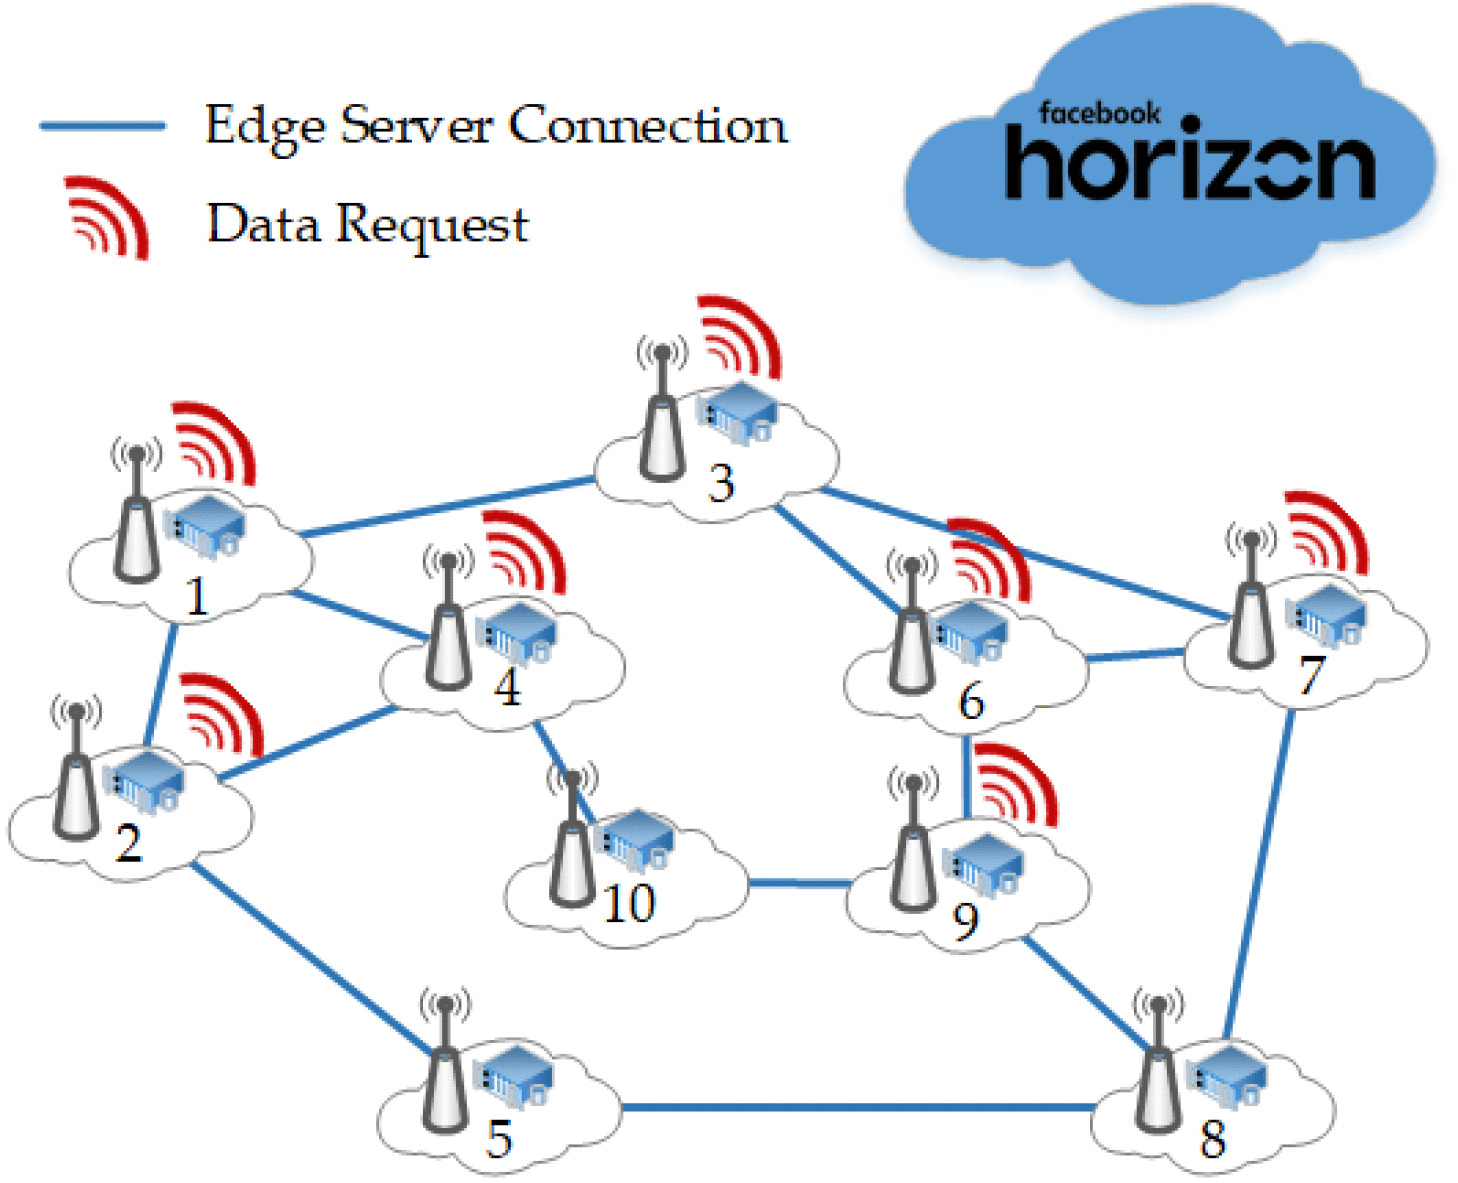 Edge Server Connection
Data Request
facebook
horizon
3
1
4
6
7
2
10
9
5
8